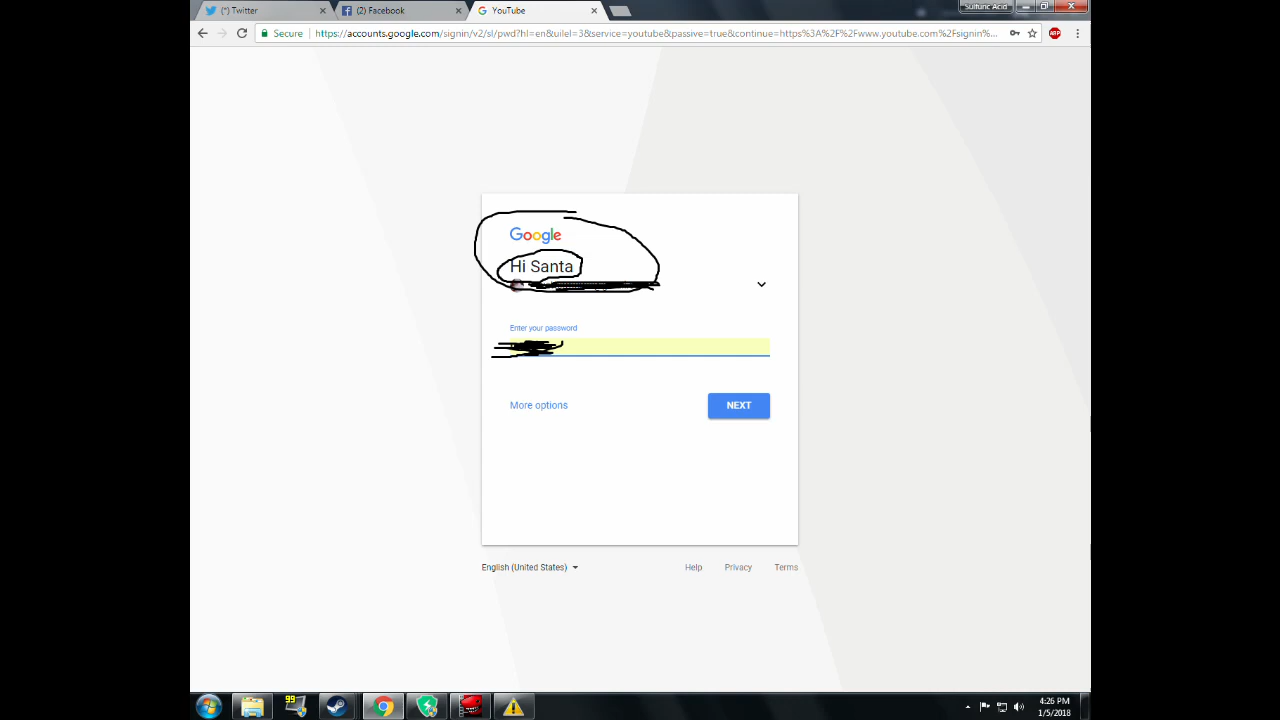 (*) Twitter
(2) Facebook
YouTube
Sulfuric Acid
Secure
https://accounts.google.com/signin/v2/sl/pwd?hl=en&uilel=3&service=youtube&passive=true&continue=https%3A%2F%2Fwww.youtube.com%2Fsignin%...
ABP
Google
Hi Santa
Enter your password
More options
NEXT
English (United States)
Help
Privacy
Terms
99
4:26 PM
1/5/2018